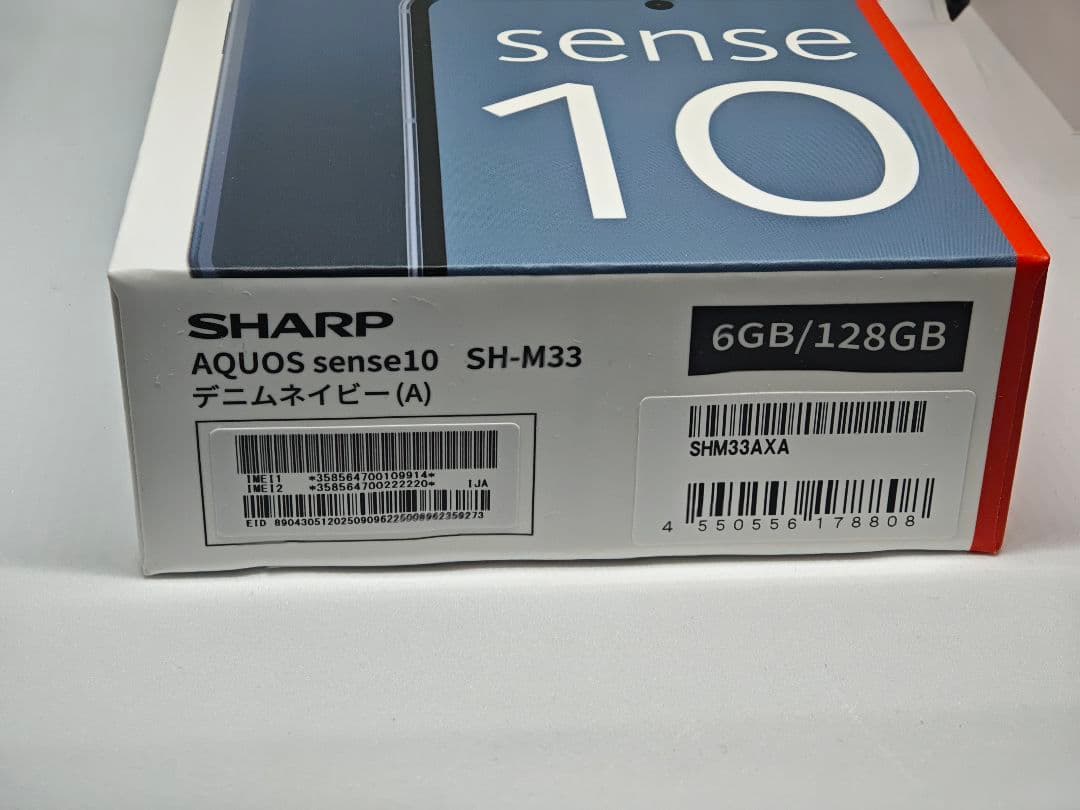 sense
10
SHARP
AQUOS sense10 SH-M33
デニムネイビー(A)
6GB/128GB
IMEI1 *358564700109914*
IMEI2 *358564700222220* IJA
EID
SHM33AXA
4 550556 178808